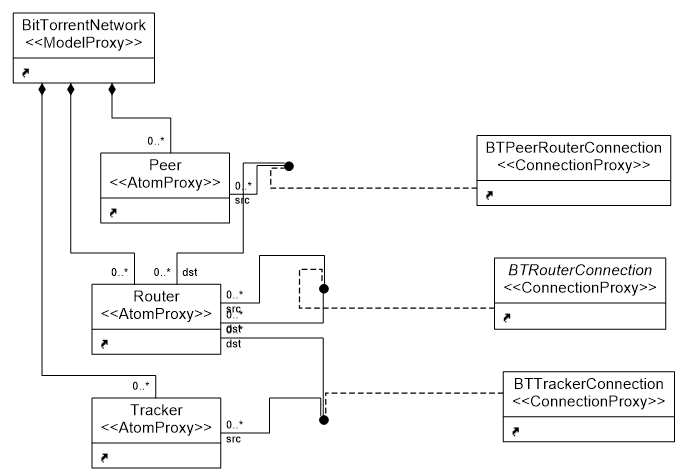 BitTorrentNetwork
<<ModelProxy>>
0..*
Peer
<<AtomProxy>>
0..*
src
BTPeerRouterConnection
<<ConnectionProxy>>
0..*
0..*
dst
Router
<<AtomProxy>>
0..*
src
0..*
dst
0..*
dst
BTRouterConnection
<<ConnectionProxy>>
0..*
Tracker
<<AtomProxy>>
0..*
src
BTTrackerConnection
<<ConnectionProxy>>